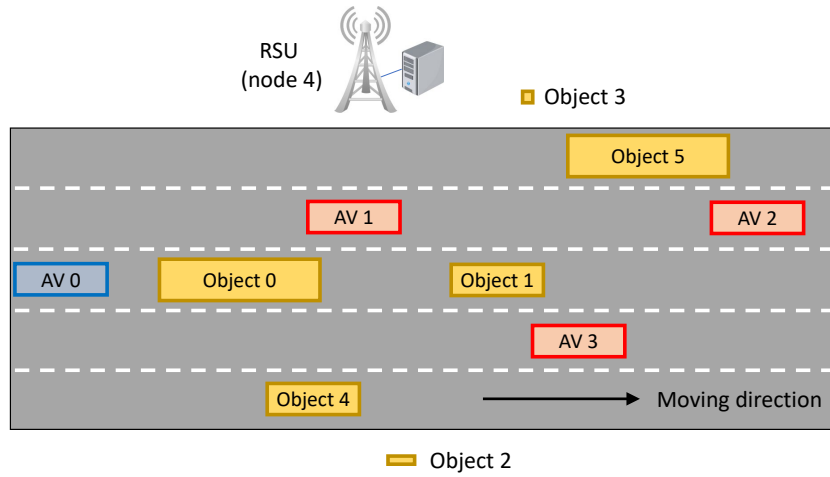 RSU
(node 4)
Object 3
Object 5
AV 1
AV 2
AV 0
Object 0
Object 1
AV 3
Object 4
Moving direction
Object 2